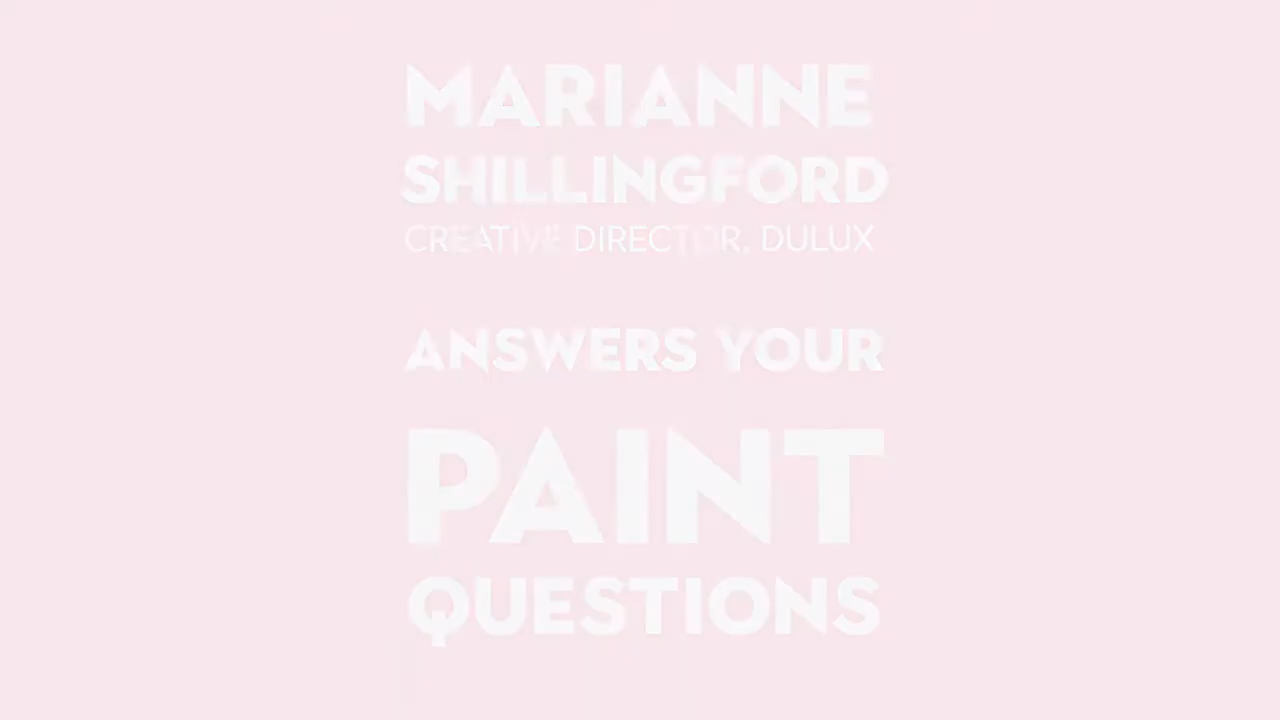 MARIANNE
SHILLINGFORD
CREATIVE DIRECTOR, DULUX
ANSWERS YOUR
PAINT
QUESTIONS